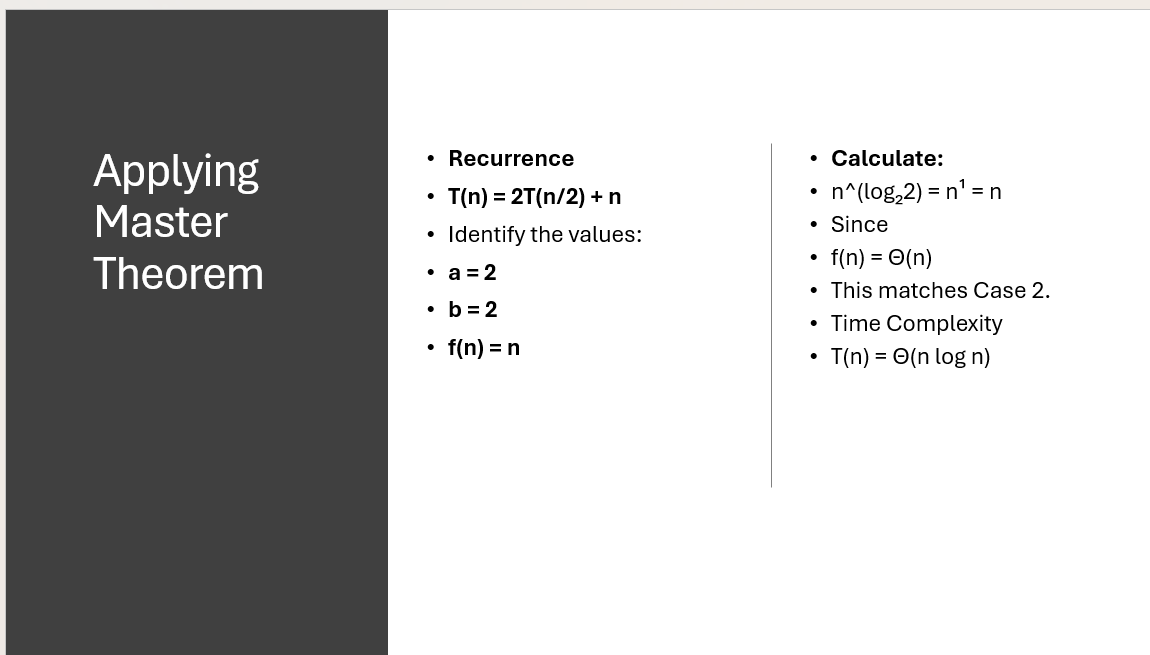 Applying
Master
Theorem
• Recurrence
• T(n) = 2T(n/2) + n
• Identify the values:
• a = 2
• b = 2
• f(n) = n
• Calculate:
• n^(log₂2) = n¹ = n
• Since
• f(n) = Θ(n)
• This matches Case 2.
• Time Complexity
• T(n) = Θ(n log n)